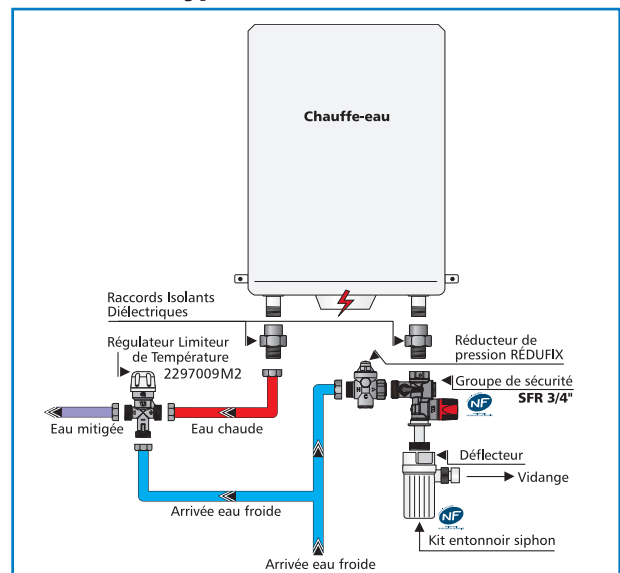 Chauffe-eau
Raccords Isolants
Diélectriques
Régulateur Limiteur
de Température
2297009M2
Réducteur de
pression RÉDUFIX
Groupe de sécurité
SFR 3/4"
NF
Eau mitigée
Eau chaude
Déflecteur
Vidange
Arrivée eau froide
NF
Kit entonnoir siphon
Arrivée eau froide